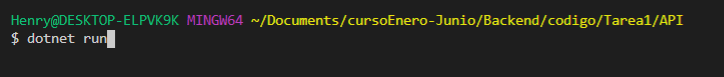 Henry@DESKTOP-ELPVK9K MINGW64 ~/Documents/cursoEnero-Junio/Backend/codigo/Tarea1/API
$ dotnet run